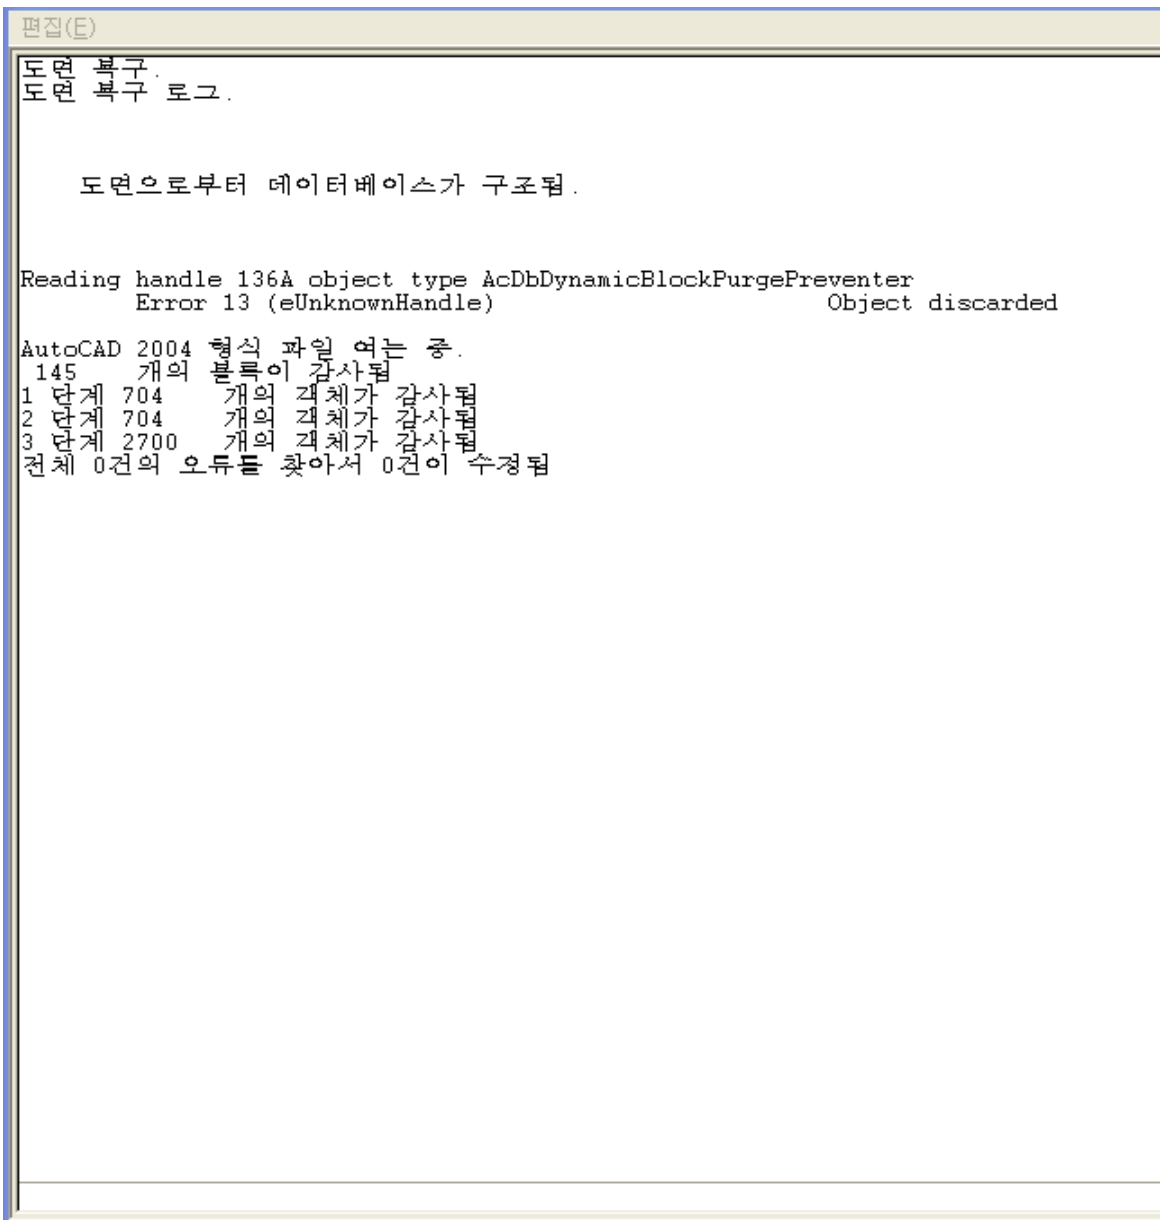 편집(E)
도면 복구.
도면 복구 로그.
도면으로부터 데이터베이스가 구조됨.
Reading handle 136A object type AcDbDynamicBlockPurgePreventer
Error 13 (eUnknownHandle) Object discarded
AutoCAD 2004 형식 파일 여는 중.
145 개의 블록이 감사됨
1 단계 704 개의 객체가 감사됨
2 단계 704 개의 객체가 감사됨
3 단계 2700 개의 객체가 감사됨
전체 0건의 오류를 찾아서 0건이 수정됨